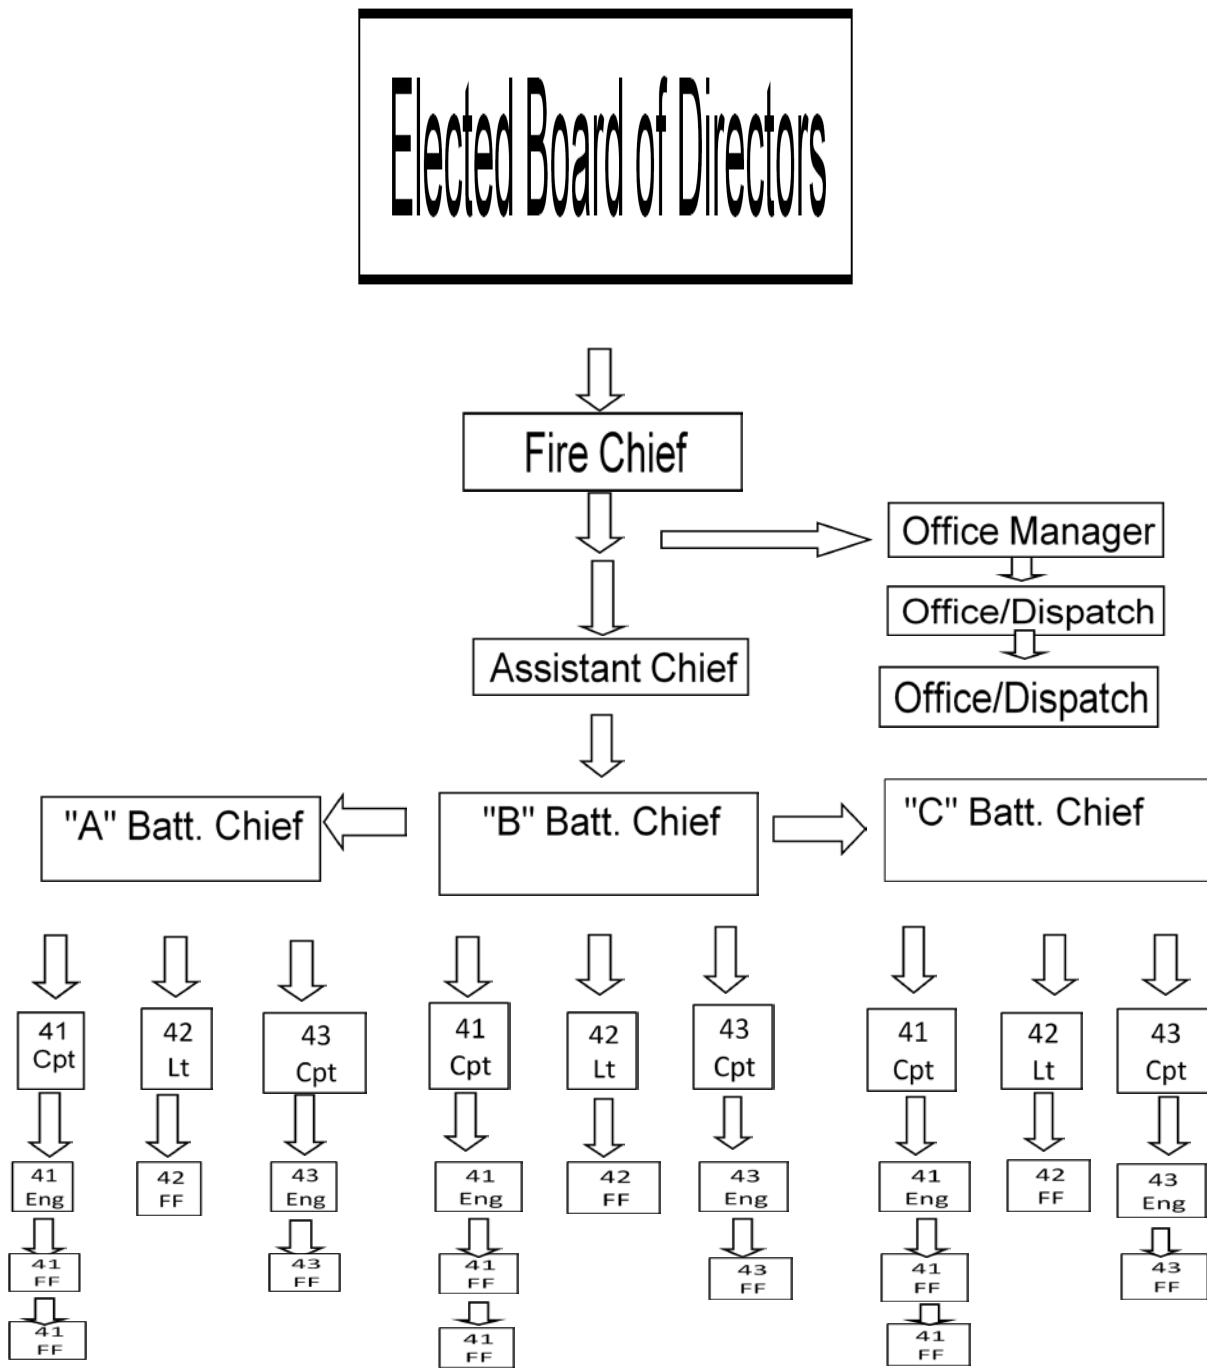 Elected Board of Directors
Fire Chief
Office Manager
Office/Dispatch
Assistant Chief
Office/Dispatch
"A" Batt. Chief
"B" Batt. Chief
"C" Batt. Chief
41
Cpt
42
Lt
43
Cpt
41
Cpt
42
Lt
43
Cpt
41
Cpt
42
Lt
43
Cpt
41
Eng
42
FF
43
Eng
41
Eng
42
FF
43
Eng
41
Eng
42
FF
43
Eng
41
FF
43
FF
41
FF
43
FF
41
FF
43
FF
41
FF
41
FF
41
FF